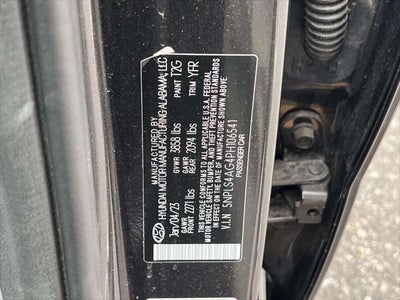 MANUFACTURED BY
HYUNDAI MOTOR MANUFACTURING ALABAMA, LLC
Jan/04/23 GVWR 3858 lbs PAINT T2G
GAWR FRONT 2271 lbs GAWR REAR 2094 lbs TRIM YFR
THIS VEHICLE CONFORMS TO ALL APPLICABLE U.S.A. FEDERAL
MOTOR VEHICLE SAFETY, BUMPER, AND THEFT PREVENTION STANDARDS
IN EFFECT ON THE DATE OF MANUFACTURE SHOWN ABOVE.
V.I.N 5NPLS4AG4PH106541
PASSENGER CAR